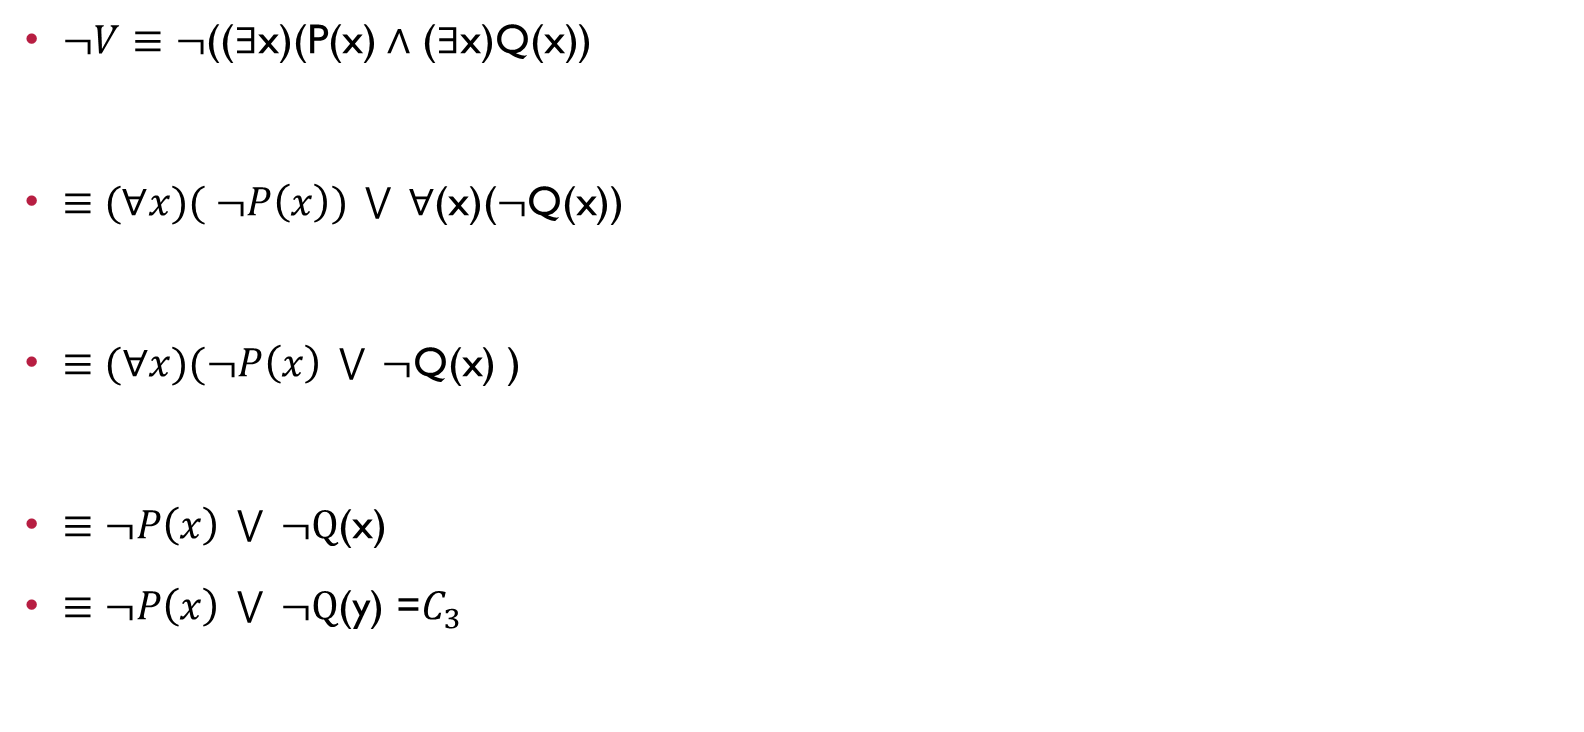 • ¬V ≡ ¬((∃x)(P(x) ∧ (∃x)Q(x))
• ≡ (∀x)( ¬P(x)) ⋁ ∀(x)(¬Q(x))
• ≡ (∀x)(¬P(x) ⋁ ¬Q(x) )
• ≡ ¬P(x) ⋁ ¬Q(x)
• ≡ ¬P(x) ⋁ ¬Q(y) =C₃